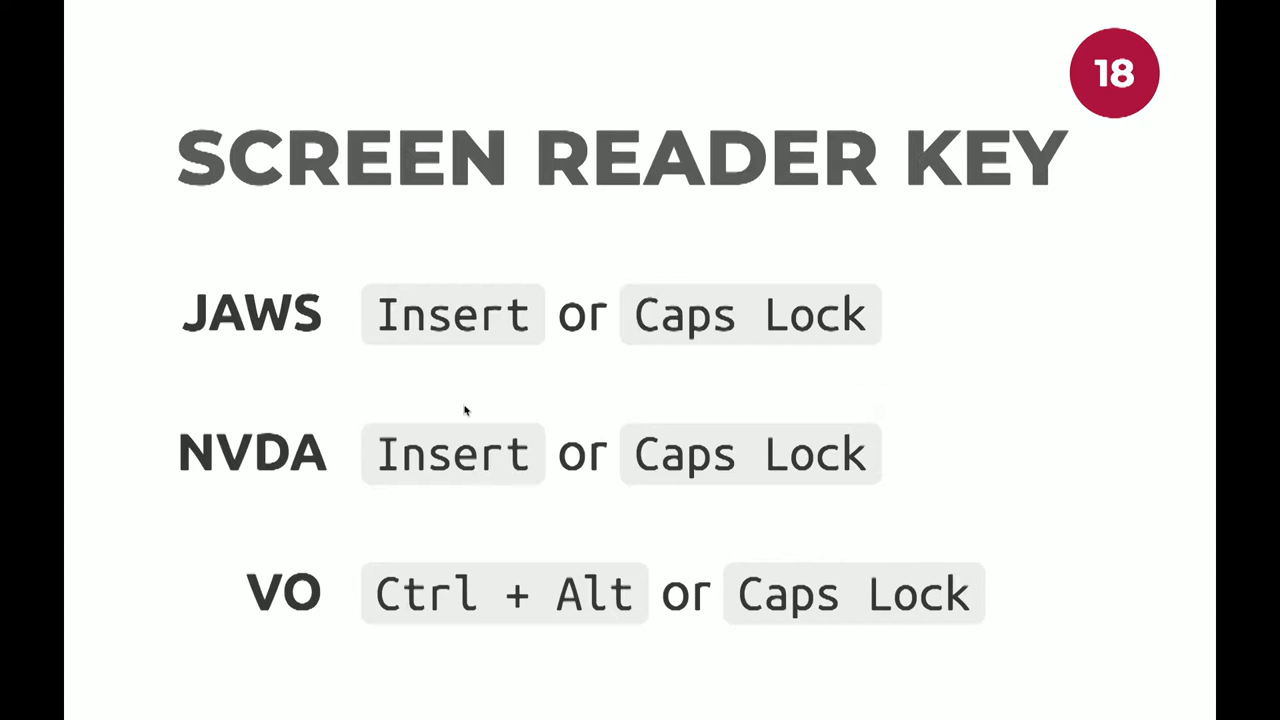 18
SCREEN READER KEY
JAWS Insert or Caps Lock
NVDA Insert or Caps Lock
VO Ctrl + Alt or Caps Lock